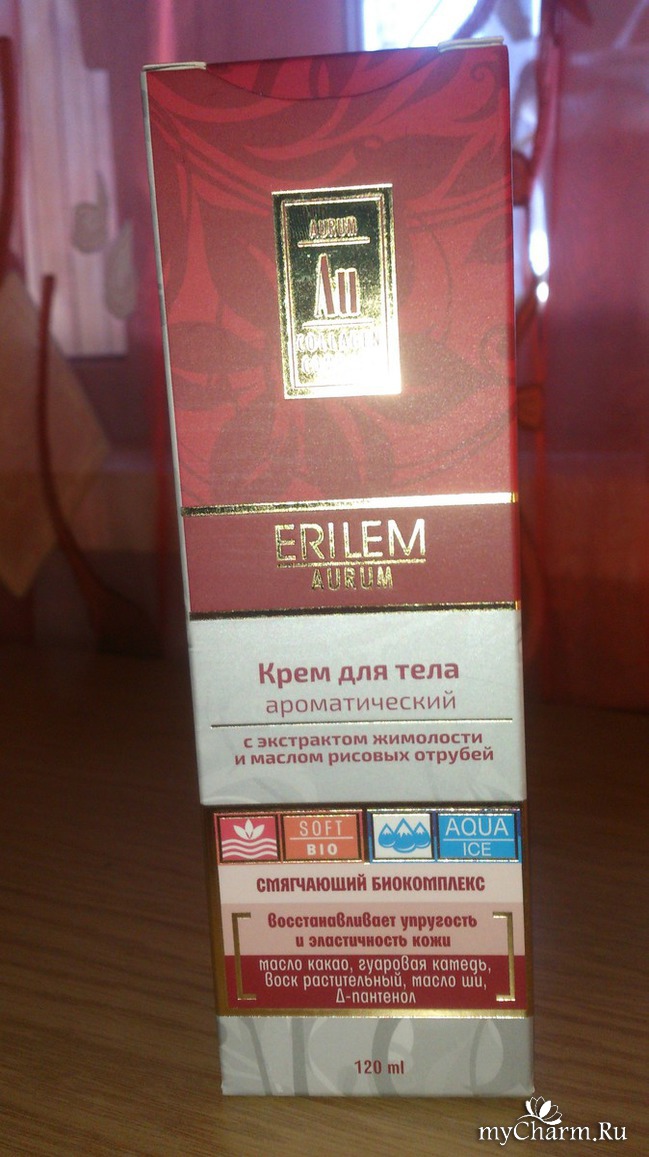 AURUM
Au
COLLAGEN
ERILEM
AURUM
Крем для тела
ароматический
с экстрактом жимолости
и маслом рисовых отрубей
SOFT
BIO
AQUA
ICE
СМЯГЧАЮЩИЙ БИОКОМПЛЕКС
восстанавливает упругость
и эластичность кожи
масло какао, гуаровая камедь,
воск растительный, масло ши,
Д-пантенол
120 ml
myCharm.Ru